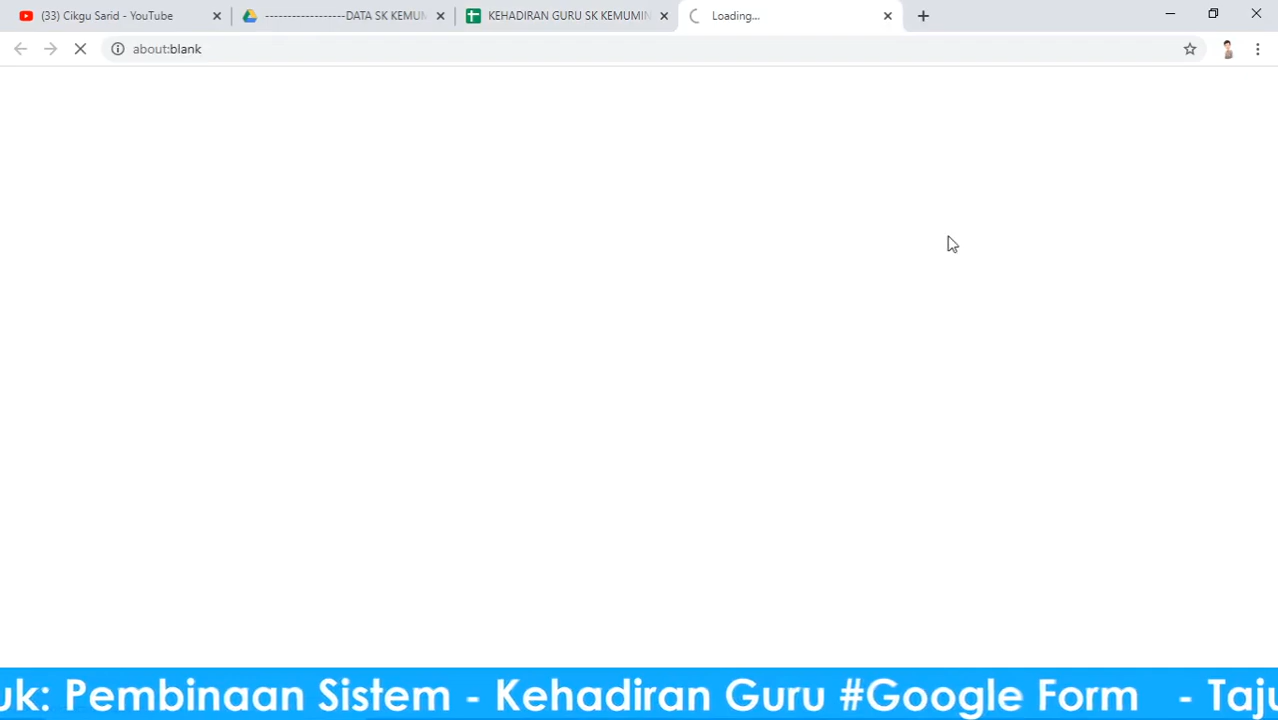 (33) Cikgu Sarid - YouTube
-------------------DATA SK KEMU
KEHADIRAN GURU SK KEMUMIN
Loading...
about:blank
uk: Pembinaan Sistem - Kehadiran Guru #Google Form - Taju